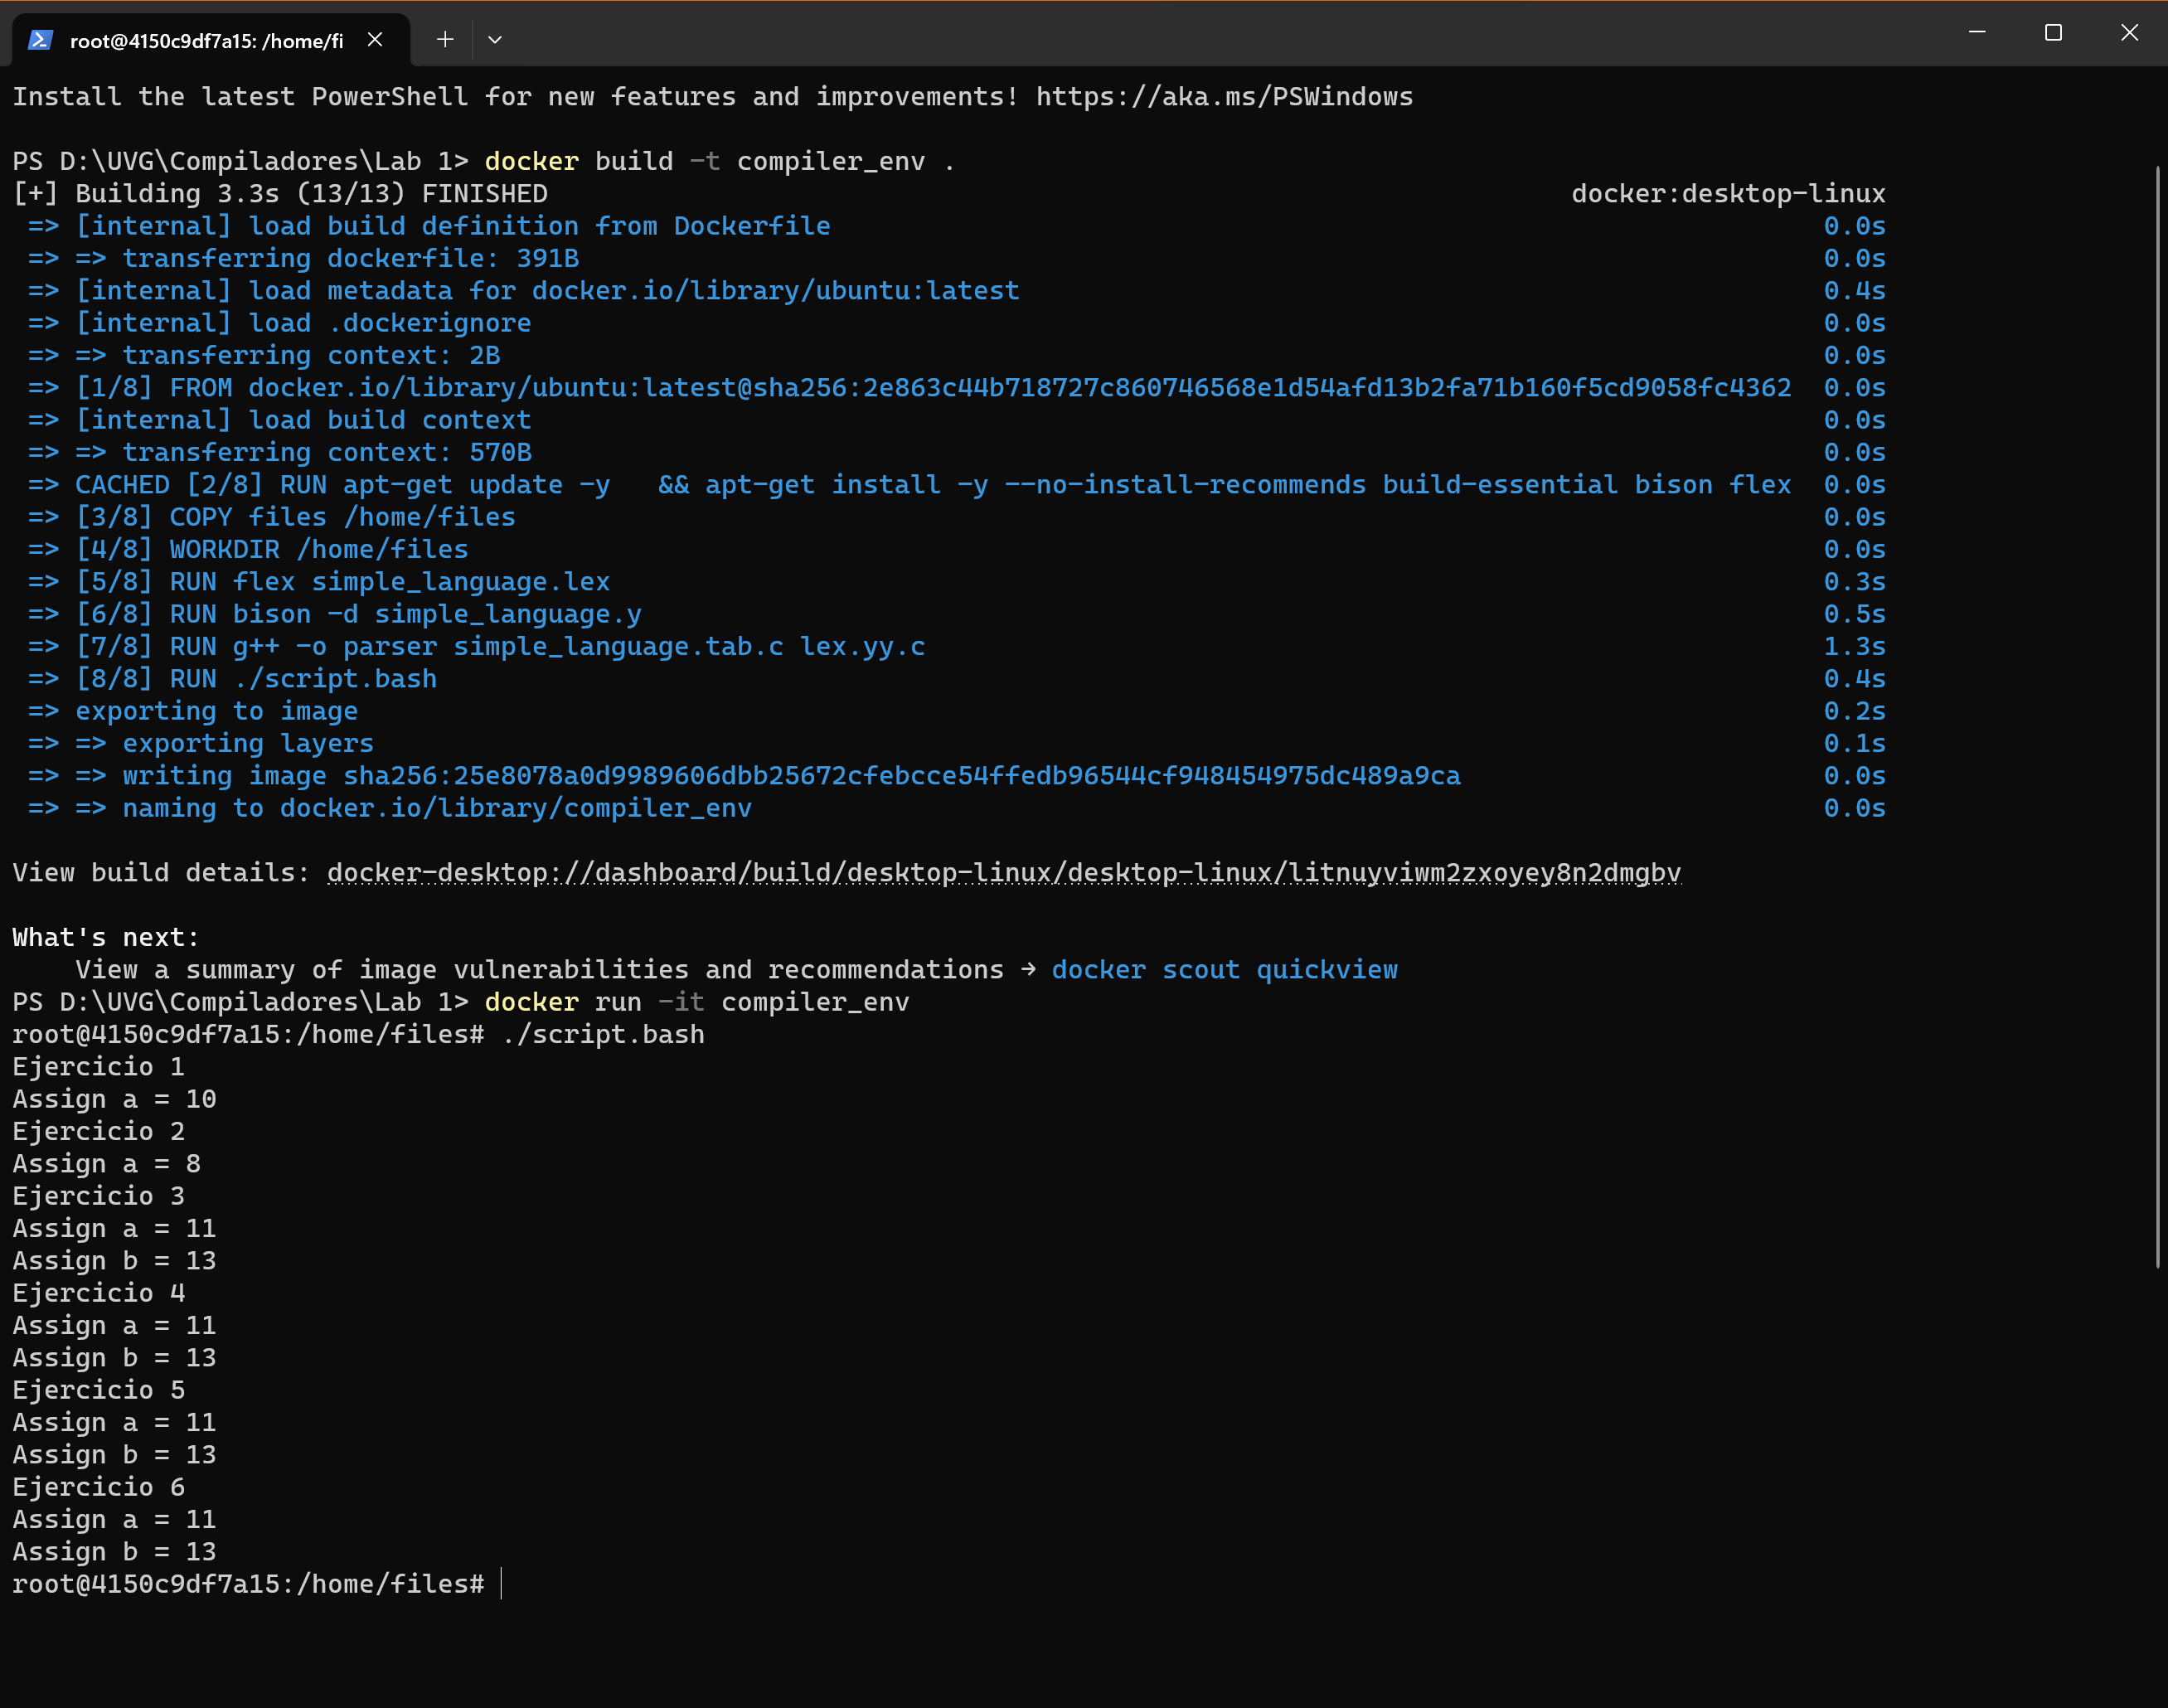 root@4150c9df7a15: /home/fi
Install the latest PowerShell for new features and improvements! https://aka.ms/PSWindows
PS D:\UVG\Compiladores\Lab 1> docker build -t compiler_env .
[+] Building 3.3s (13/13) FINISHED docker:desktop-linux
=> [internal] load build definition from Dockerfile 0.0s
=> => transferring dockerfile: 391B 0.0s
=> [internal] load metadata for docker.io/library/ubuntu:latest 0.4s
=> [internal] load .dockerignore 0.0s
=> => transferring context: 2B 0.0s
=> [1/8] FROM docker.io/library/ubuntu:latest@sha256:2e863c44b718727c860746568e1d54afd13b2fa71b160f5cd9058fc4362 0.0s
=> [internal] load build context 0.0s
=> => transferring context: 570B 0.0s
=> CACHED [2/8] RUN apt-get update -y   && apt-get install -y --no-install-recommends build-essential bison flex 0.0s
=> [3/8] COPY files /home/files 0.0s
=> [4/8] WORKDIR /home/files 0.0s
=> [5/8] RUN flex simple_language.lex 0.3s
=> [6/8] RUN bison -d simple_language.y 0.5s
=> [7/8] RUN g++ -o parser simple_language.tab.c lex.yy.c 1.3s
=> [8/8] RUN ./script.bash 0.4s
=> exporting to image 0.2s
=> => exporting layers 0.1s
=> => writing image sha256:25e8078a0d9989606dbb25672cfebcce54ffedb96544cf948454975dc489a9ca 0.0s
=> => naming to docker.io/library/compiler_env 0.0s
View build details: docker-desktop://dashboard/build/desktop-linux/desktop-linux/litnuyviwm2zxoyey8n2dmgbv
What's next:
View a summary of image vulnerabilities and recommendations → docker scout quickview
PS D:\UVG\Compiladores\Lab 1> docker run -it compiler_env
root@4150c9df7a15:/home/files# ./script.bash
Ejercicio 1
Assign a = 10
Ejercicio 2
Assign a = 8
Ejercicio 3
Assign a = 11
Assign b = 13
Ejercicio 4
Assign a = 11
Assign b = 13
Ejercicio 5
Assign a = 11
Assign b = 13
Ejercicio 6
Assign a = 11
Assign b = 13
root@4150c9df7a15:/home/files#